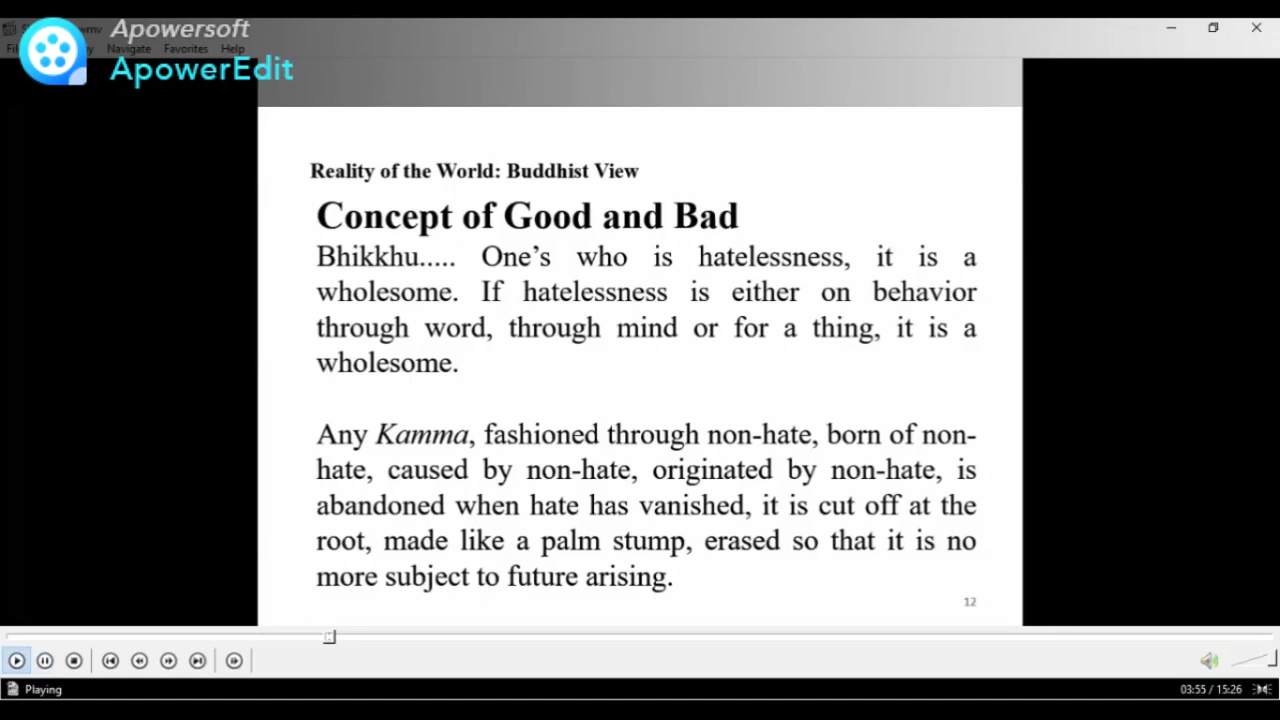 Apowersoft
ApowerEdit
Navigate Favorites Help
Reality of the World: Buddhist View
Concept of Good and Bad
Bhikkhu..... One’s who is hatelessness, it is a
wholesome. If hatelessness is either on behavior
through word, through mind or for a thing, it is a
wholesome.
Any Kamma, fashioned through non-hate, born of non-
hate, caused by non-hate, originated by non-hate, is
abandoned when hate has vanished, it is cut off at the
root, made like a palm stump, erased so that it is no
more subject to future arising.
12
Playing
03:55 / 15:26